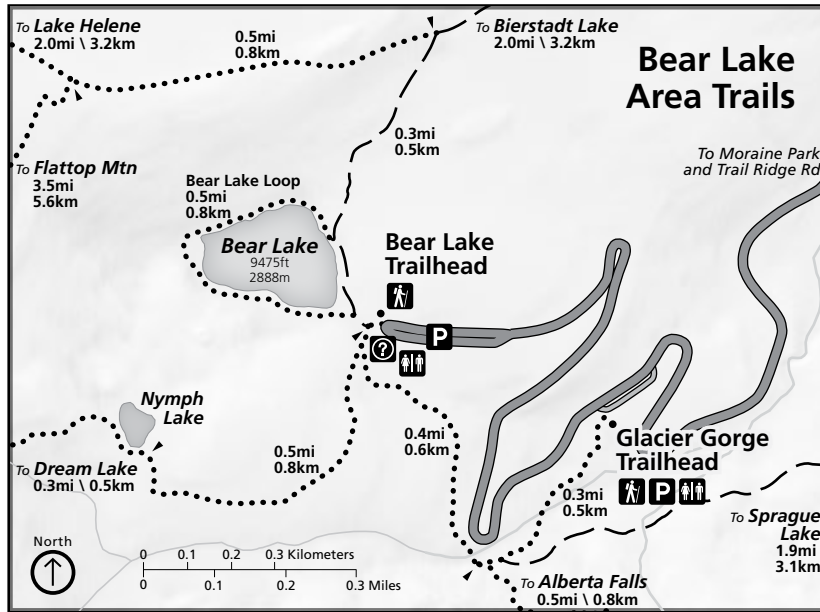 To Lake Helene
2.0mi \ 3.2km
0.5mi
0.8km
To Bierstadt Lake
2.0mi \ 3.2km
Bear Lake
Area Trails
0.3mi
0.5km
To Moraine Park
and Trail Ridge Rd
To Flattop Mtn
3.5mi
5.6km
Bear Lake Loop
0.5mi
0.8km
Bear Lake
9475ft
2888m
Bear Lake
Trailhead
P
?
Nymph
Lake
0.5mi
0.8km
0.4mi
0.6km
Glacier Gorge
Trailhead
P
To Dream Lake
0.3mi \ 0.5km
0.3mi
0.5km
To Sprague
Lake
1.9mi
3.1km
North
0 0.1 0.2 0.3 Kilometers
0 0.1 0.2 0.3 Miles
To Alberta Falls
0.5mi \ 0.8km